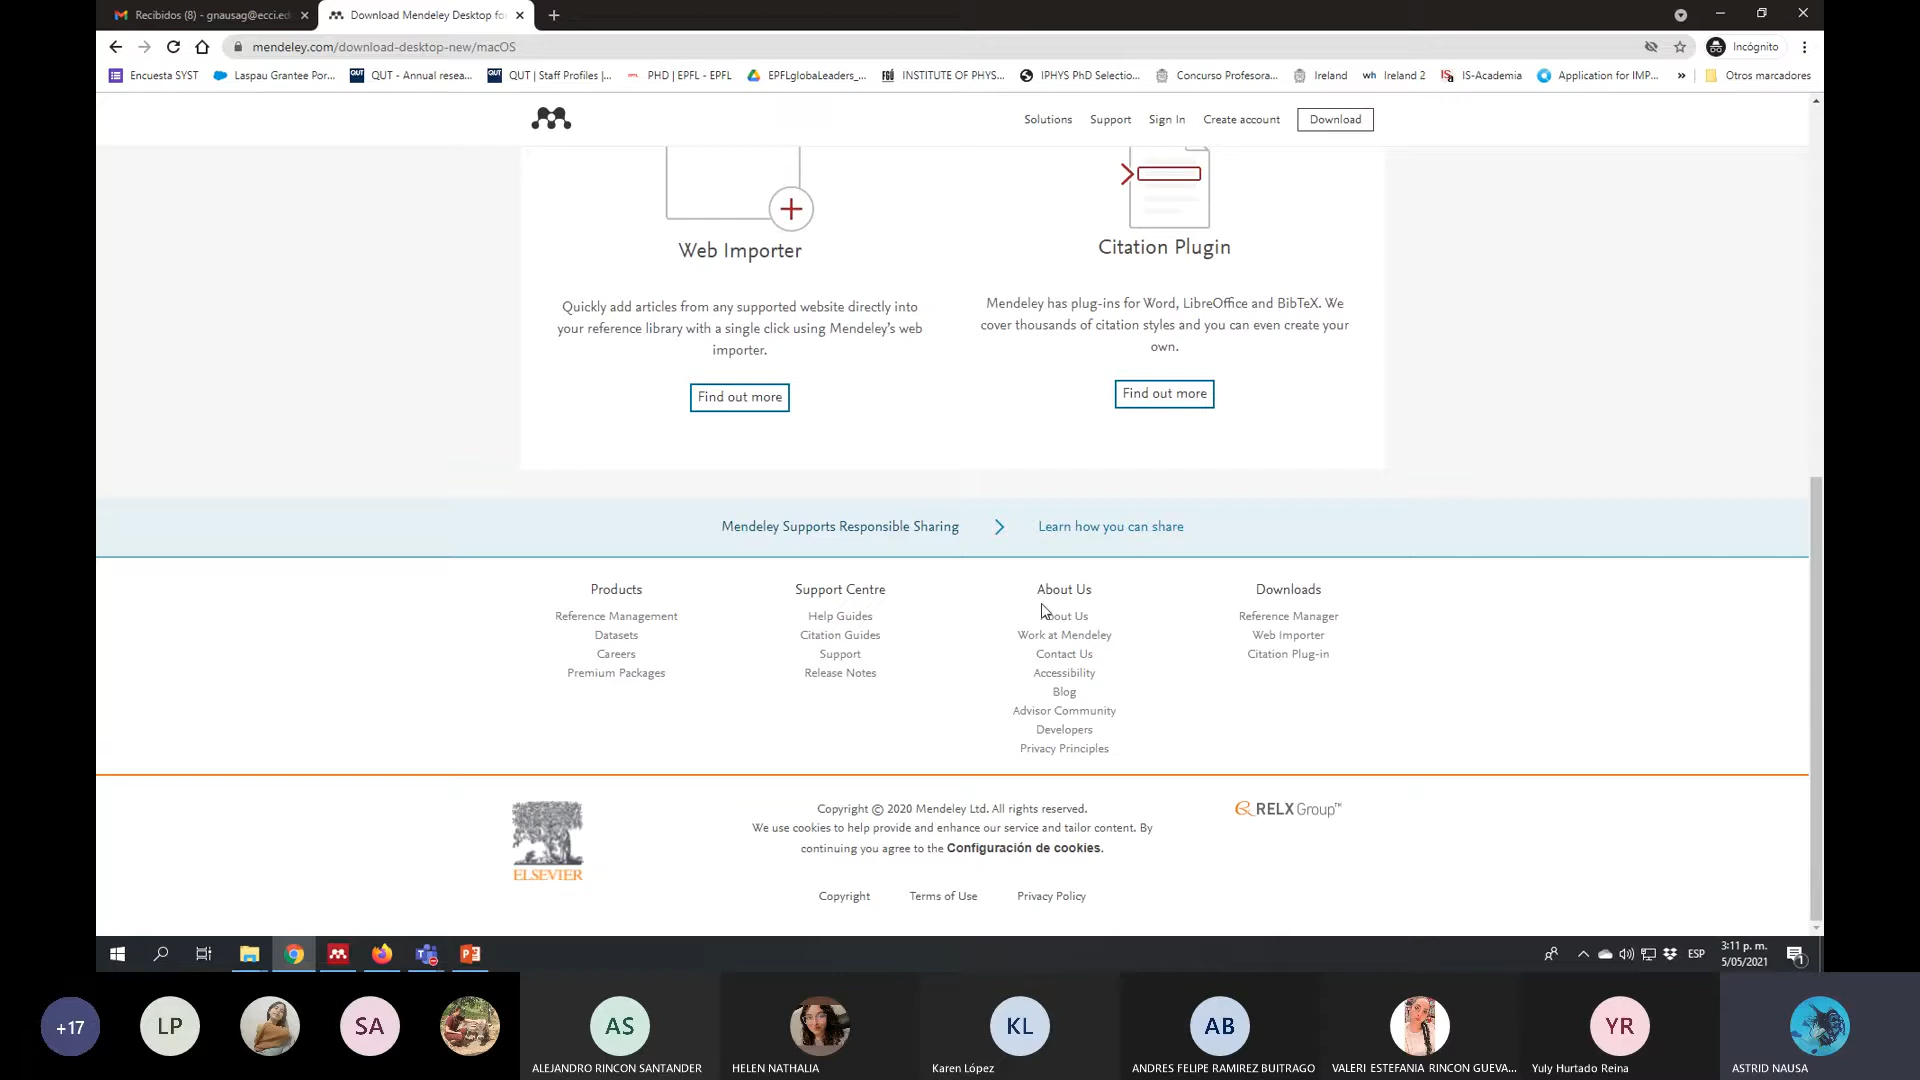 Recibidos (8) - gnausag@ecci.ed
Download Mendeley Desktop fo
mendeley.com/download-desktop-new/macOS
Incógnito
Encuesta SYST
Laspau Grantee Por...
QUT
QUT - Annual resea...
QUT
QUT | Staff Profiles |...
PHD | EPFL - EPFL
EPFLglobaLeaders_...
INSTITUTE OF PHYS...
IPHYS PhD Selectio...
Concurso Profesora...
Ireland
wh
Ireland 2
IS-Academia
Application for IMP...
»
Otros marcadores
Solutions
Support
Sign In
Create account
Download
Web Importer
Quickly add articles from any supported website directly into
your reference library with a single click using Mendeley's web
importer.
Find out more
Citation Plugin
Mendeley has plug-ins for Word, LibreOffice and BibTeX. We
cover thousands of citation styles and you can even create your
own.
Find out more
Mendeley Supports Responsible Sharing
Learn how you can share
Products
Reference Management
Datasets
Careers
Premium Packages
Support Centre
Help Guides
Citation Guides
Support
Release Notes
About Us
out Us
Work at Mendeley
Contact Us
Accessibility
Blog
Advisor Community
Developers
Privacy Principles
Downloads
Reference Manager
Web Importer
Citation Plug-in
ELSEVIER
Copyright © 2020 Mendeley Ltd. All rights reserved.
We use cookies to help provide and enhance our service and tailor content. By
continuing you agree to the Configuración de cookies.
RELX Group™
Copyright
Terms of Use
Privacy Policy
ESP
3:11 p. m.
5/05/2021
1
+17
LP
SA
AS
ALEJANDRO RINCON SANTANDER
HELEN NATHALIA
KL
Karen López
AB
ANDRES FELIPE RAMIREZ BUITRAGO
VALERI ESTEFANIA RINCON GUEVA...
YR
Yuly Hurtado Reina
ASTRID NAUSA